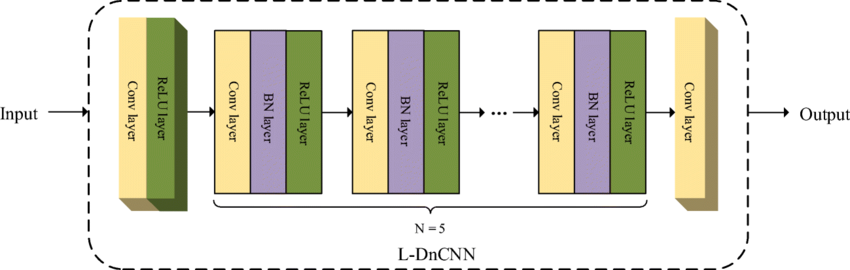 Input
Conv layer
ReLU layer
Conv layer
BN layer
ReLU layer
Conv layer
BN layer
ReLU layer
...
Conv layer
BN layer
ReLU layer
Conv layer
Output
N = 5
L-DnCNN